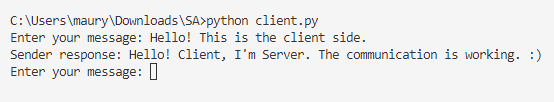 C:\Users\maury\Downloads\SA>python client.py
Enter your message: Hello! This is the client side.
Sender response: Hello! Client, I'm Server. The communication is working. :)
Enter your message: